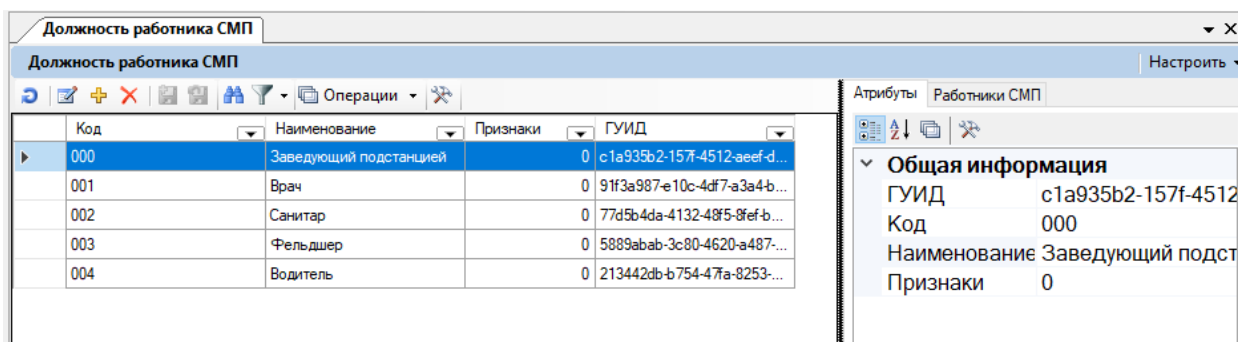 Должность работника СМП
Должность работника СМП
Настроить
Операции
Код Наименование Признаки ГУИД
000 Заведующий подстанцией 0 c1a935b2-157f-4512-aeef-d...
001 Врач 0 91f3a987-e10c-4df7-a3a4-b...
002 Санитар 0 77d5b4da-4132-48f5-8fef-b...
003 Фельдшер 0 5889abab-3c80-4620-a487-...
004 Водитель 0 213442db-b754-47fa-8253-...
Атрибуты Работники СМП
Общая информация
ГУИД c1a935b2-157f-4512
Код 000
Наименование Заведующий подст
Признаки 0